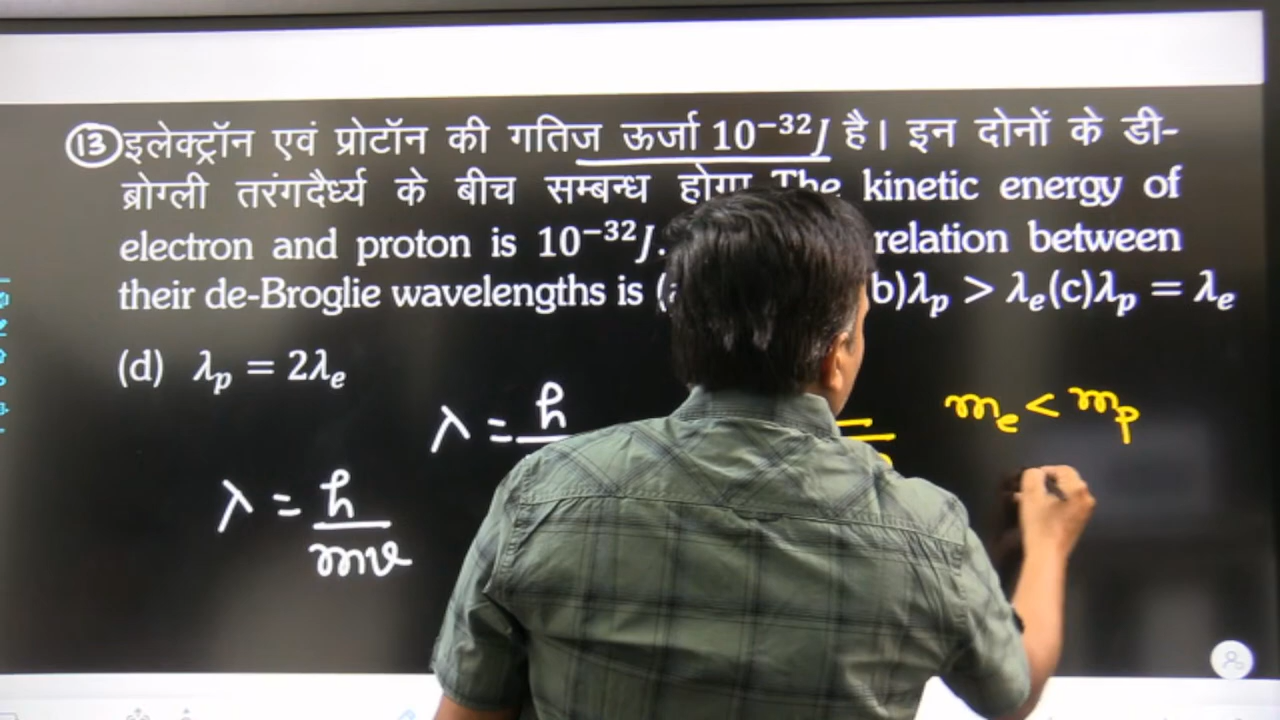 13 इलेक्ट्रॉन एवं प्रोटॉन की गतिज ऊर्जा 10⁻³²J है। इन दोनों के डी-
ब्रोग्ली तरंगदैर्ध्य के बीच सम्बन्ध होगा The kinetic energy of
electron and proton is 10⁻³²J. relation between
their de-Broglie wavelengths is b)λₚ > λₑ(c)λₚ = λₑ
(d) λₚ = 2λₑ
λ = h
mₑ < mₚ
λ = h/mv